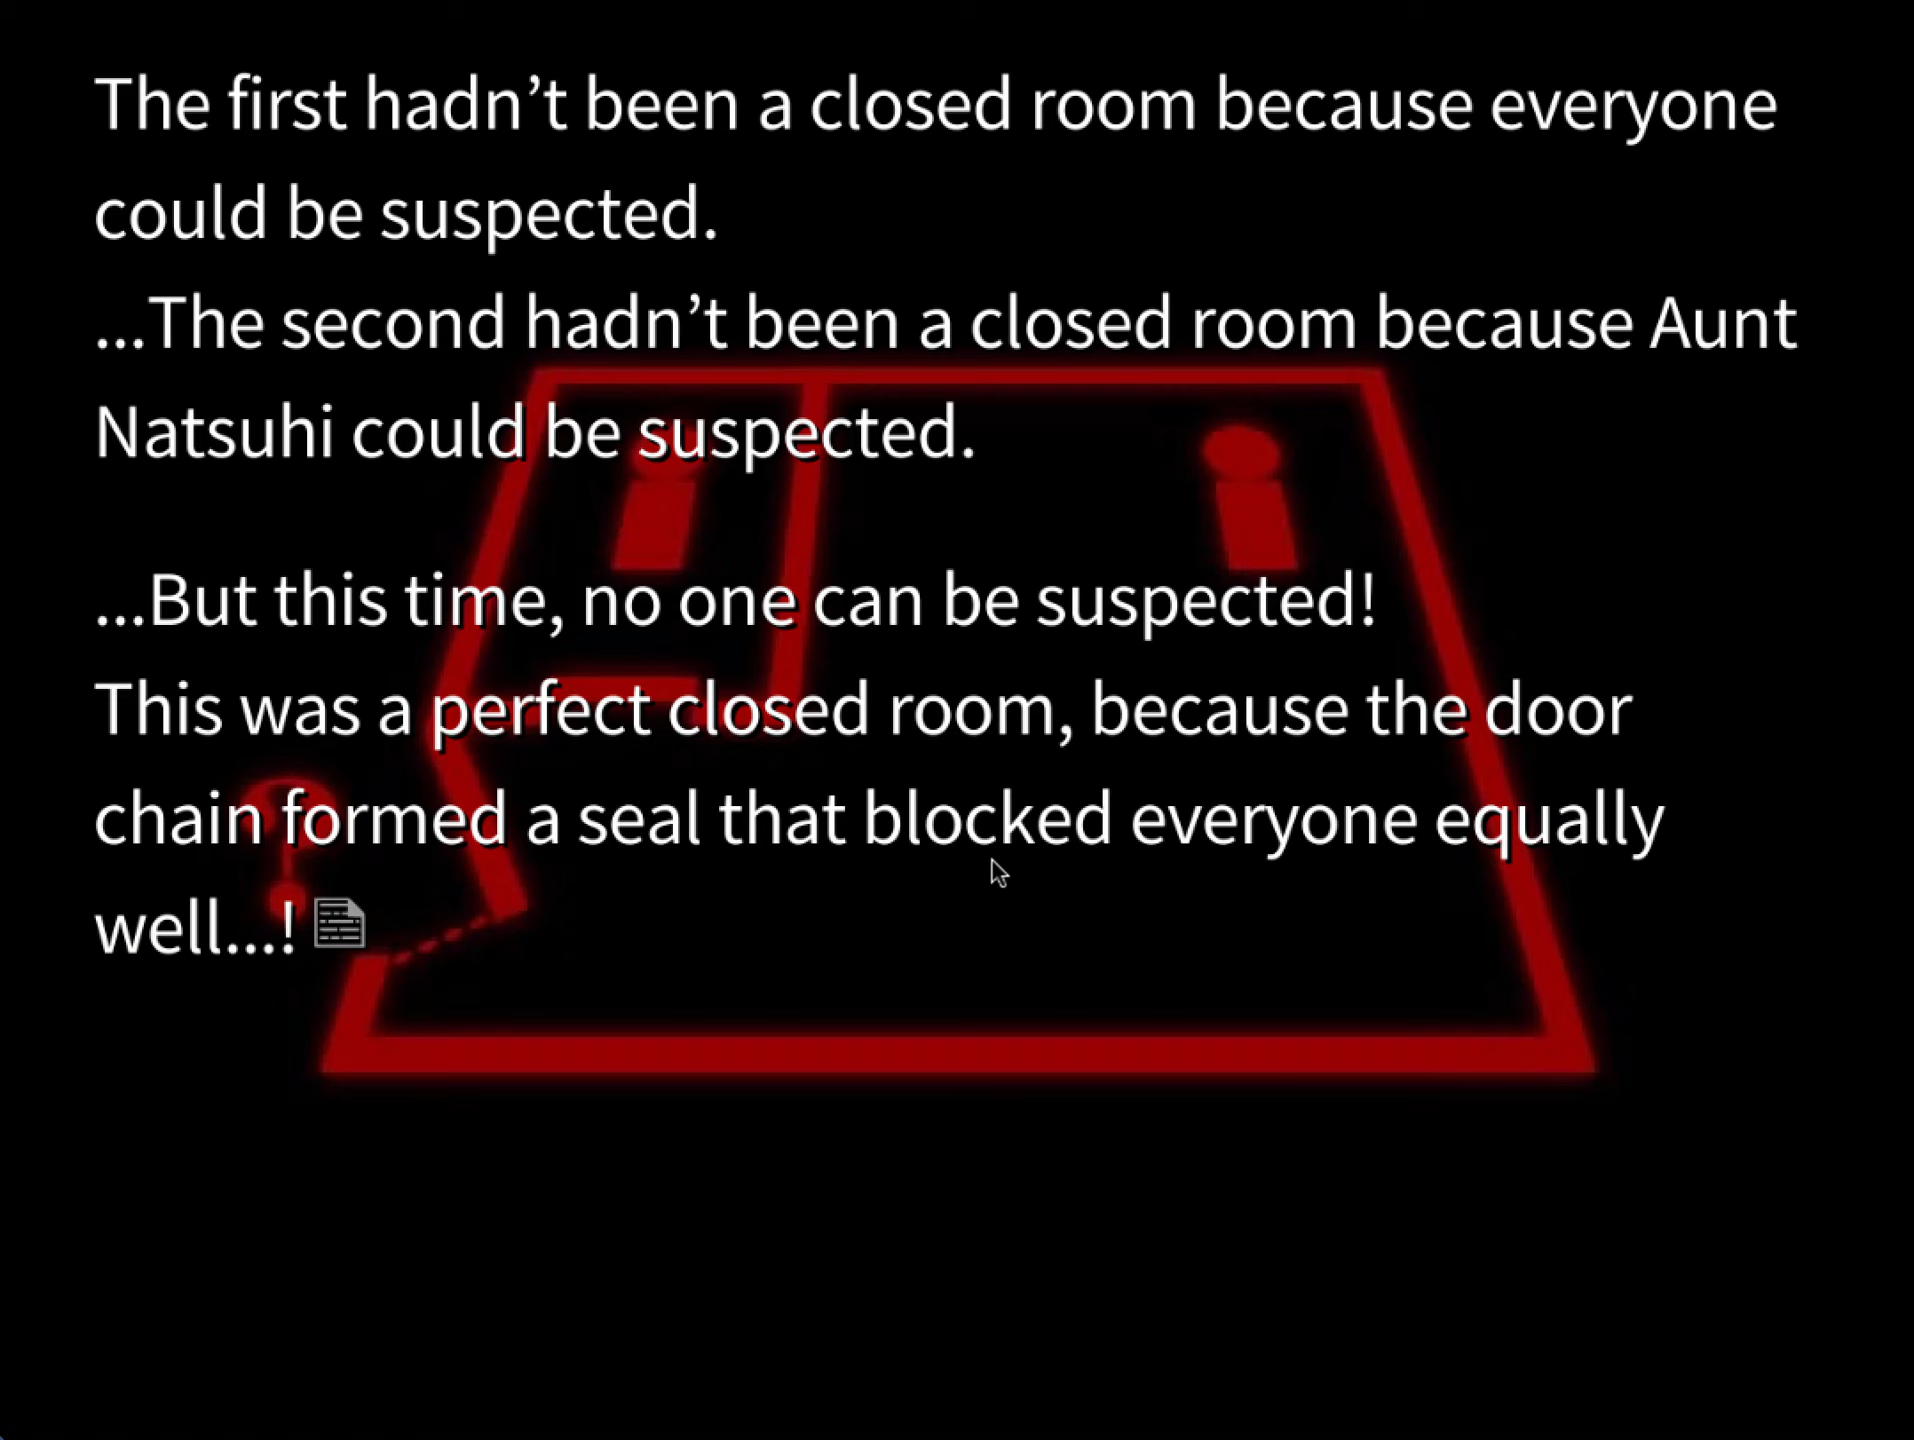 The first hadn’t been a closed room because everyone
could be suspected.
...The second hadn’t been a closed room because Aunt
Natsuhi could be suspected.
...But this time, no one can be suspected!
This was a perfect closed room, because the door
chain formed a seal that blocked everyone equally
well...!
?